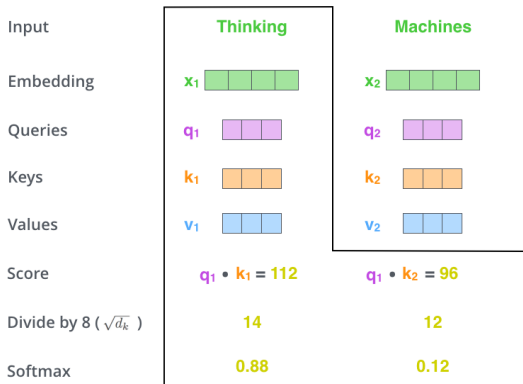 Input Thinking Machines
Embedding x₁ x₂
Queries q₁ q₂
Keys k₁ k₂
Values v₁ v₂
Score q₁ • k₁ = 112 q₁ • k₂ = 96
Divide by 8 ( √dₖ ) 14 12
Softmax 0.88 0.12